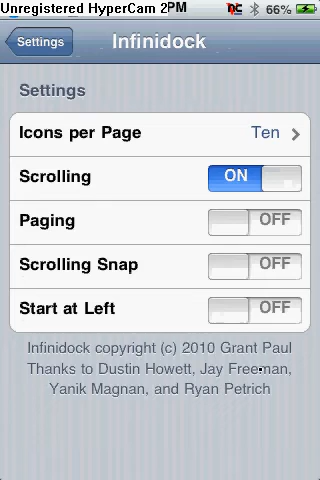 Unregistered HyperCam 2PM
66%
Settings
Infinidock
Settings
Icons per Page Ten
Scrolling ON
Paging OFF
Scrolling Snap OFF
Start at Left OFF
Infinidock copyright (c) 2010 Grant Paul
Thanks to Dustin Howett, Jay Freeman,
Yanik Magnan, and Ryan Petrich